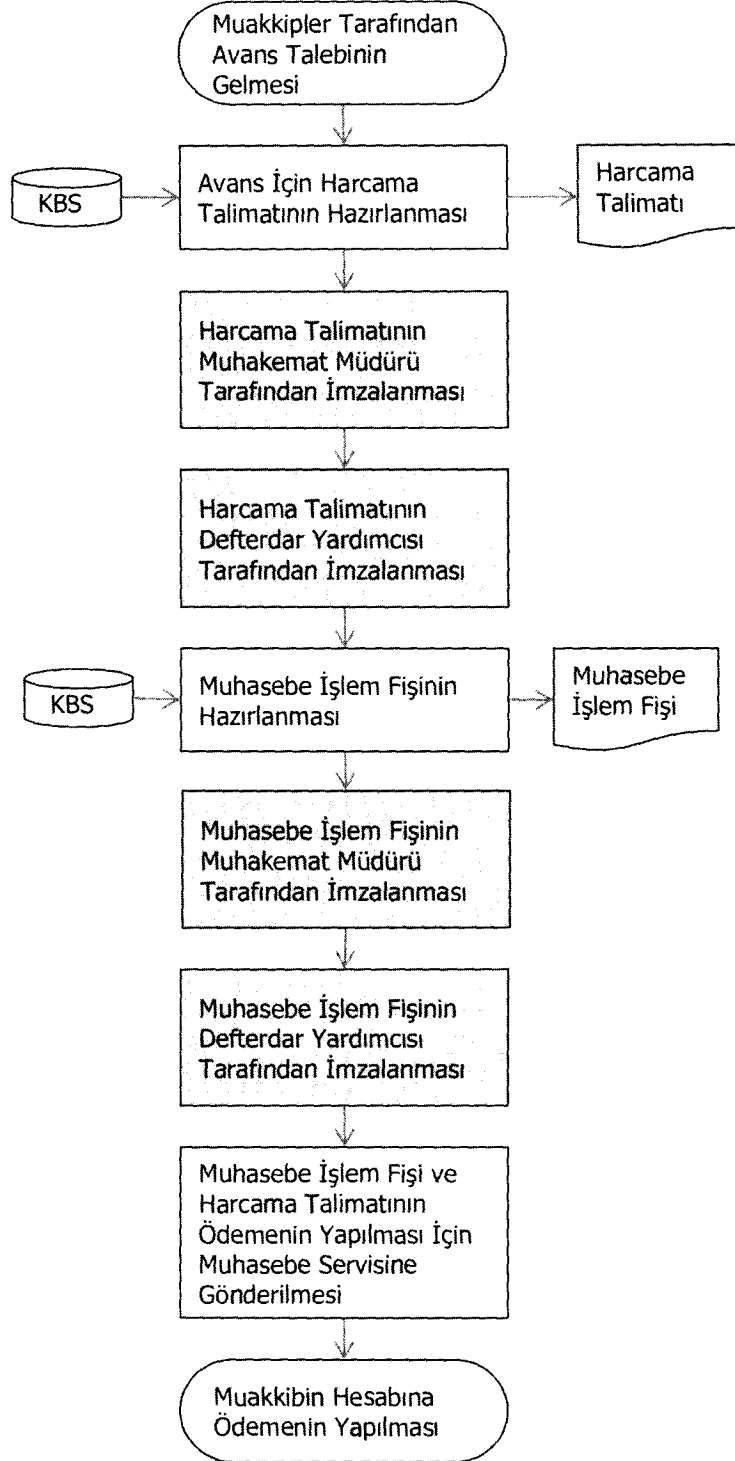 Muakkipler Tarafından
Avans Talebinin
Gelmesi
KBS
Avans İçin Harcama
Talimatının Hazırlanması
Harcama
Talimatı
Harcama Talimatının
Muhakemat Müdürü
Tarafından İmzalanması
Harcama Talimatının
Defterdar Yardımcısı
Tarafından İmzalanması
KBS
Muhasebe İşlem Fişinin
Hazırlanması
Muhasebe
İşlem Fişi
Muhasebe İşlem Fişinin
Muhakemat Müdürü
Tarafından İmzalanması
Muhasebe İşlem Fişinin
Defterdar Yardımcısı
Tarafından İmzalanması
Muhasebe İşlem Fişi ve
Harcama Talimatının
Ödemenin Yapılması İçin
Muhasebe Servisine
Gönderilmesi
Muakkibin Hesabına
Ödemenin Yapılması